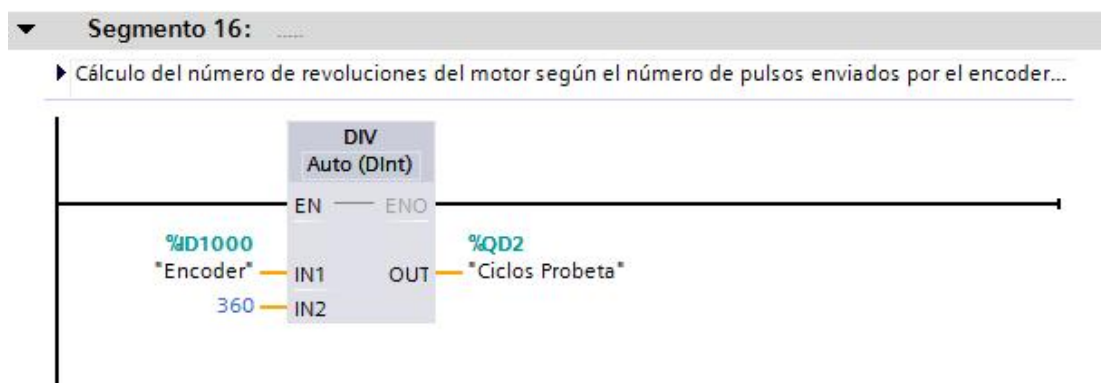 Segmento 16: .....
Cálculo del número de revoluciones del motor según el número de pulsos enviados por el encoder...
DIV
Auto (DInt)
EN ENO
%ID1000 %QD2
"Encoder" IN1 OUT "Ciclos Probeta"
360 IN2